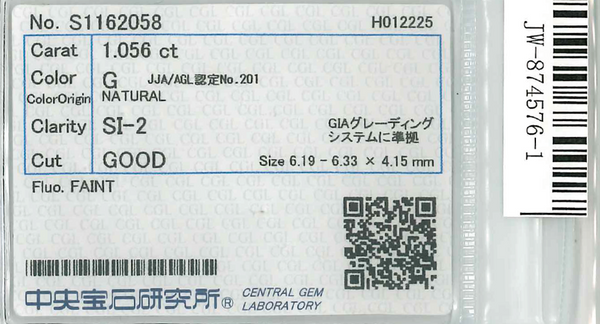 No. S1162058 H012225
Carat 1.056 ct
Color G JJA/AGL認定No.201
ColorOrigin NATURAL
Clarity SI-2 GIAグレーディング
システムに準拠
Cut GOOD Size 6.19 - 6.33 × 4.15 mm
Fluo. FAINT
中央宝石研究所® CENTRAL GEM
LABORATORY
JW-874576-1